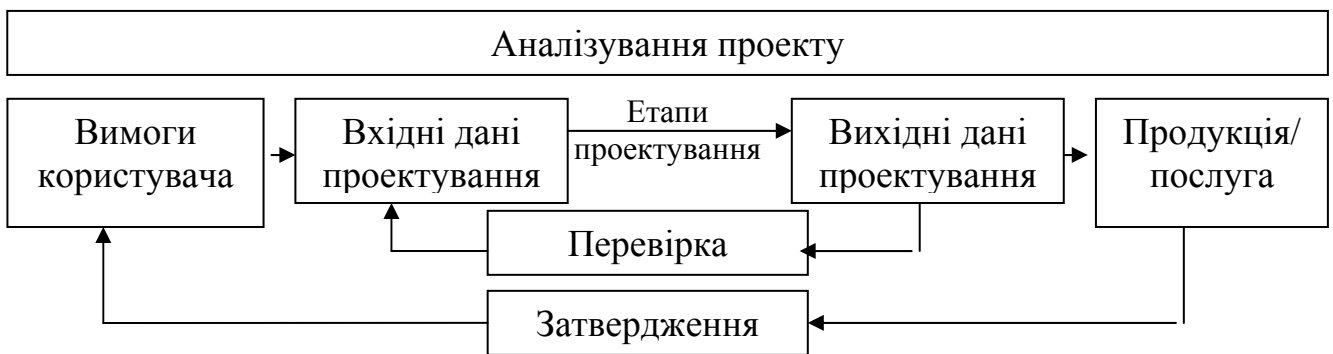 Аналізування проекту
Вимоги
користувача
Вхідні дані
проектування
Етапи
проектування
Вихідні дані
проектування
Продукція/
послуга
Перевірка
Затвердження